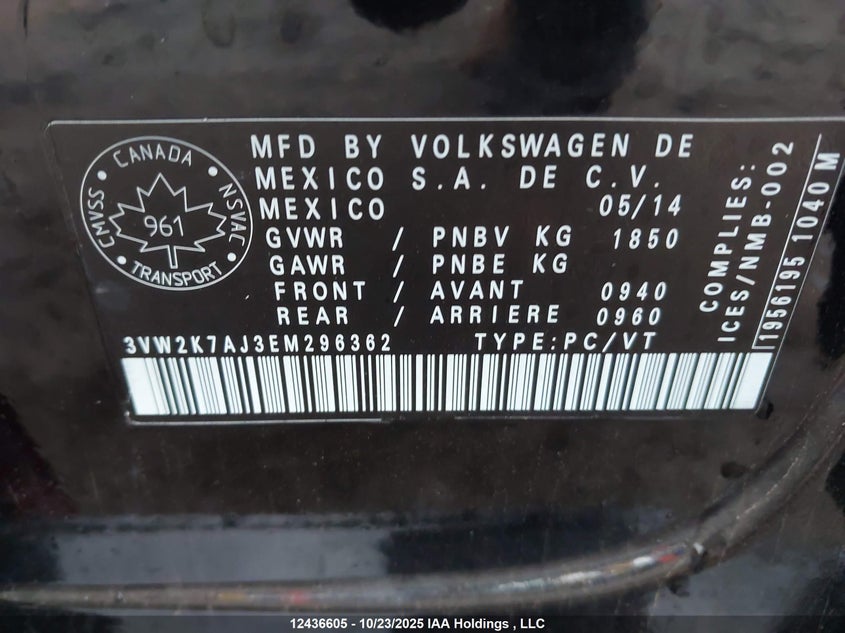 CANADA
CMVSS
NSVAC
961
TRANSPORT
MFD BY VOLKSWAGEN DE
MEXICO S.A. DE C.V.
MEXICO 05/14
GVWR / PNBV KG 1850
GAWR / PNBE KG
FRONT / AVANT 0940
REAR / ARRIERE 0960
3VW2K7AJ3EM296362 TYPE:PC/VT
COMPLIES:
ICES/NMB-002
1956195 1040 M
12436605 - 10/23/2025 IAA Holdings , LLC